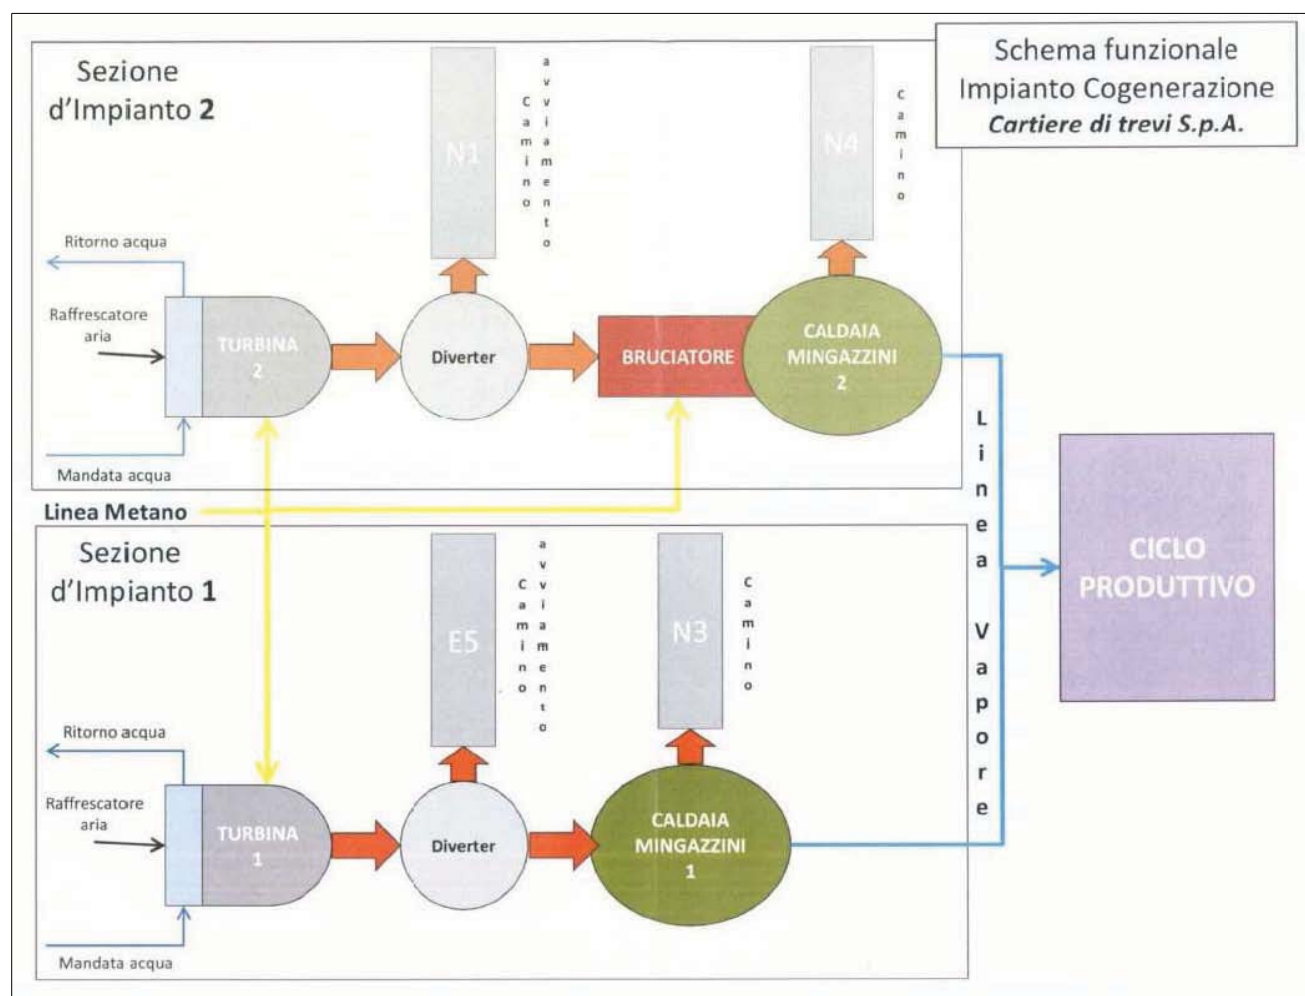 Schema funzionale
Impianto Cogenerazione
Cartiere di trevi S.p.A.
Sezione
d'Impianto 2
N1
Camino
avviamento
N4
Camino
Ritorno acqua
Raffrescatore
aria
TURBINA
2
Diverter
BRUCIATORE
CALDAIA
MINGAZZINI
2
Mandata acqua
Linea Metano
Linea Vapore
CICLO
PRODUTTIVO
Sezione
d'Impianto 1
E5
Camino
avviamento
N3
Camino
Ritorno acqua
Raffrescatore
aria
TURBINA
1
Diverter
CALDAIA
MINGAZZINI
1
Mandata acqua